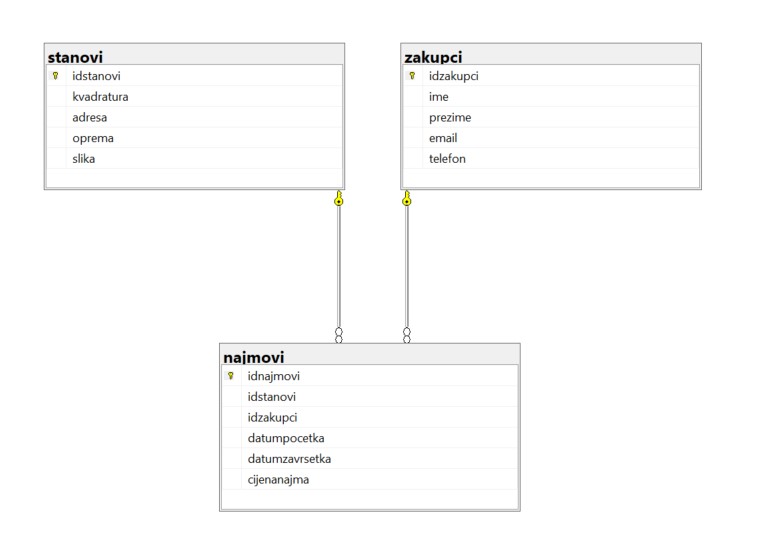 stanovi
idstanovi
kvadratura
adresa
oprema
slika
zakupci
idzakupci
ime
prezime
email
telefon
najmovi
idnajmovi
idstanovi
idzakupci
datumpocetka
datumzavrsetka
cijenanajma